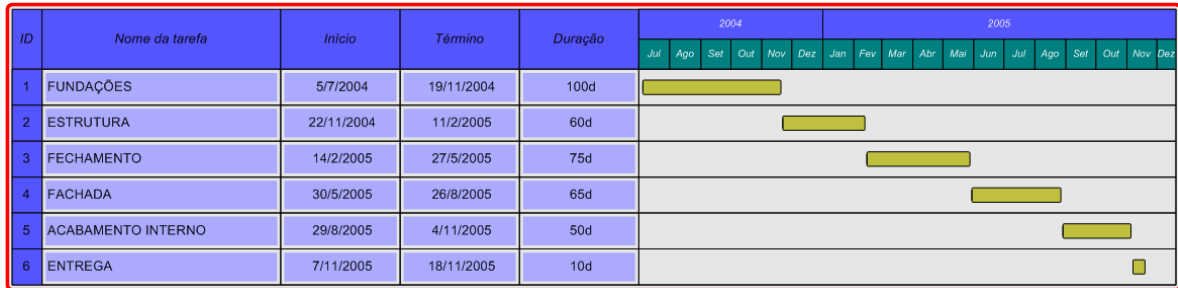 2004 2005
ID Nome da tarefa Início Término Duração
Jul Ago Set Out Nov Dez Jan Fev Mar Abr Mai Jun Jul Ago Set Out Nov Dez
1 FUNDAÇÕES 5/7/2004 19/11/2004 100d
2 ESTRUTURA 22/11/2004 11/2/2005 60d
3 FECHAMENTO 14/2/2005 27/5/2005 75d
4 FACHADA 30/5/2005 26/8/2005 65d
5 ACABAMENTO INTERNO 29/8/2005 4/11/2005 50d
6 ENTREGA 7/11/2005 18/11/2005 10d